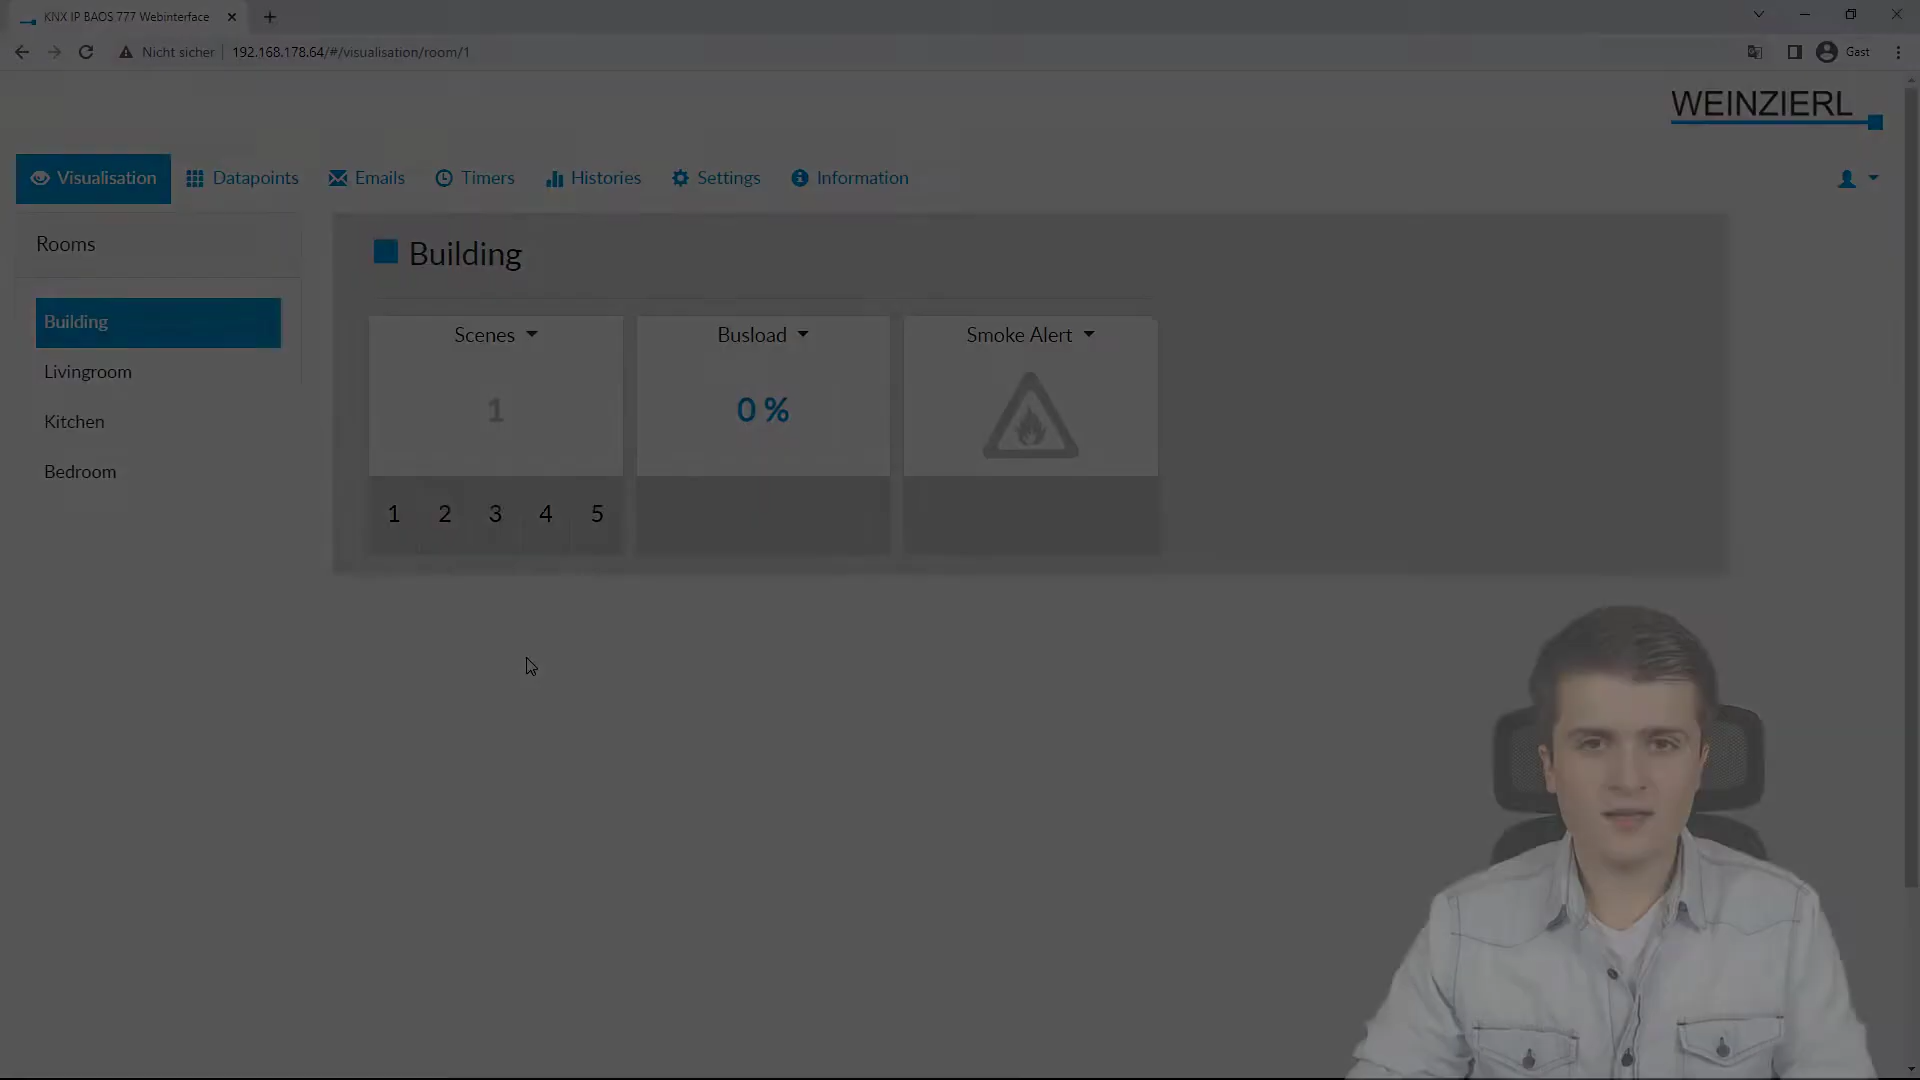 KNX IP BAOS 777 Webinterface
Nicht sicher 192.168.178.64/#/visualisation/room/1 Gast
WEINZIERL
Visualisation Datapoints Emails Timers Histories Settings Information
Rooms
Building
Livingroom
Kitchen
Bedroom
Building
Scenes Busload Smoke Alert
1 0 %
1 2 3 4 5